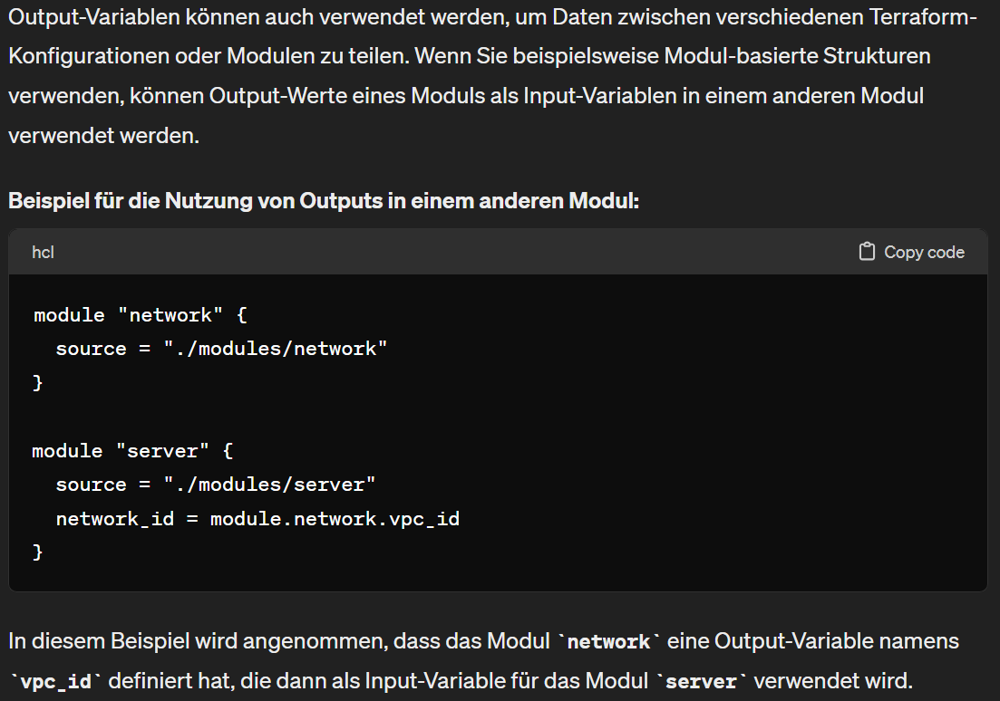 Output-Variablen können auch verwendet werden, um Daten zwischen verschiedenen Terraform-
Konfigurationen oder Modulen zu teilen. Wenn Sie beispielsweise Modul-basierte Strukturen
verwenden, können Output-Werte eines Moduls als Input-Variablen in einem anderen Modul
verwendet werden.
Beispiel für die Nutzung von Outputs in einem anderen Modul:
hcl Copy code
module "network" {
  source = "./modules/network"
}
module "server" {
  source = "./modules/server"
  network_id = module.network.vpc_id
}
In diesem Beispiel wird angenommen, dass das Modul `network` eine Output-Variable namens
`vpc_id` definiert hat, die dann als Input-Variable für das Modul `server` verwendet wird.